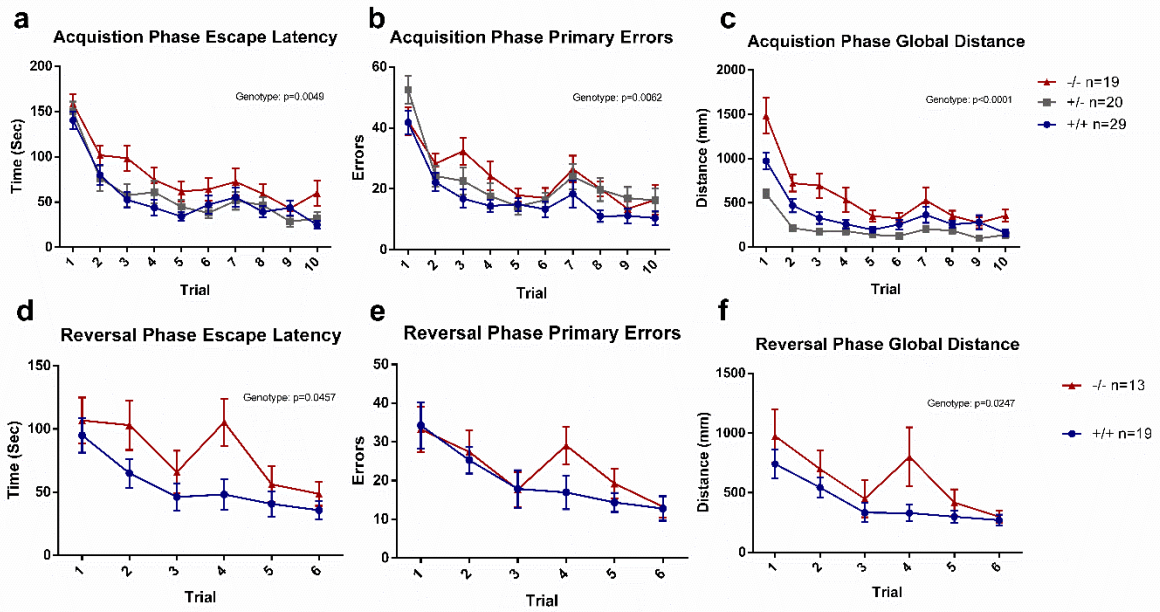 a
Acquistion Phase Escape Latency
200
150
100
50
0
Time (Sec)
Genotype: p=0.0049
1 2 3 4 5 6 7 8 9 10
Trial
b
Acquisition Phase Primary Errors
60
40
20
0
Errors
Genotype: p=0.0062
1 2 3 4 5 6 7 8 9 10
Trial
c
Acquistion Phase Global Distance
2000
1500
1000
500
0
Distance (mm)
Genotype: p<0.0001
1 2 3 4 5 6 7 8 9 10
Trial
-/- n=19
+/- n=20
+/+ n=29
d
Reversal Phase Escape Latency
150
100
50
0
Time (Sec)
Genotype: p=0.0457
1 2 3 4 5 6
Trial
e
Reversal Phase Primary Errors
50
40
30
20
10
0
Errors
1 2 3 4 5 6
Trial
f
Reversal Phase Global Distance
1500
1000
500
0
Distance (mm)
Genotype: p=0.0247
1 2 3 4 5 6
Trial
-/- n=13
+/+ n=19